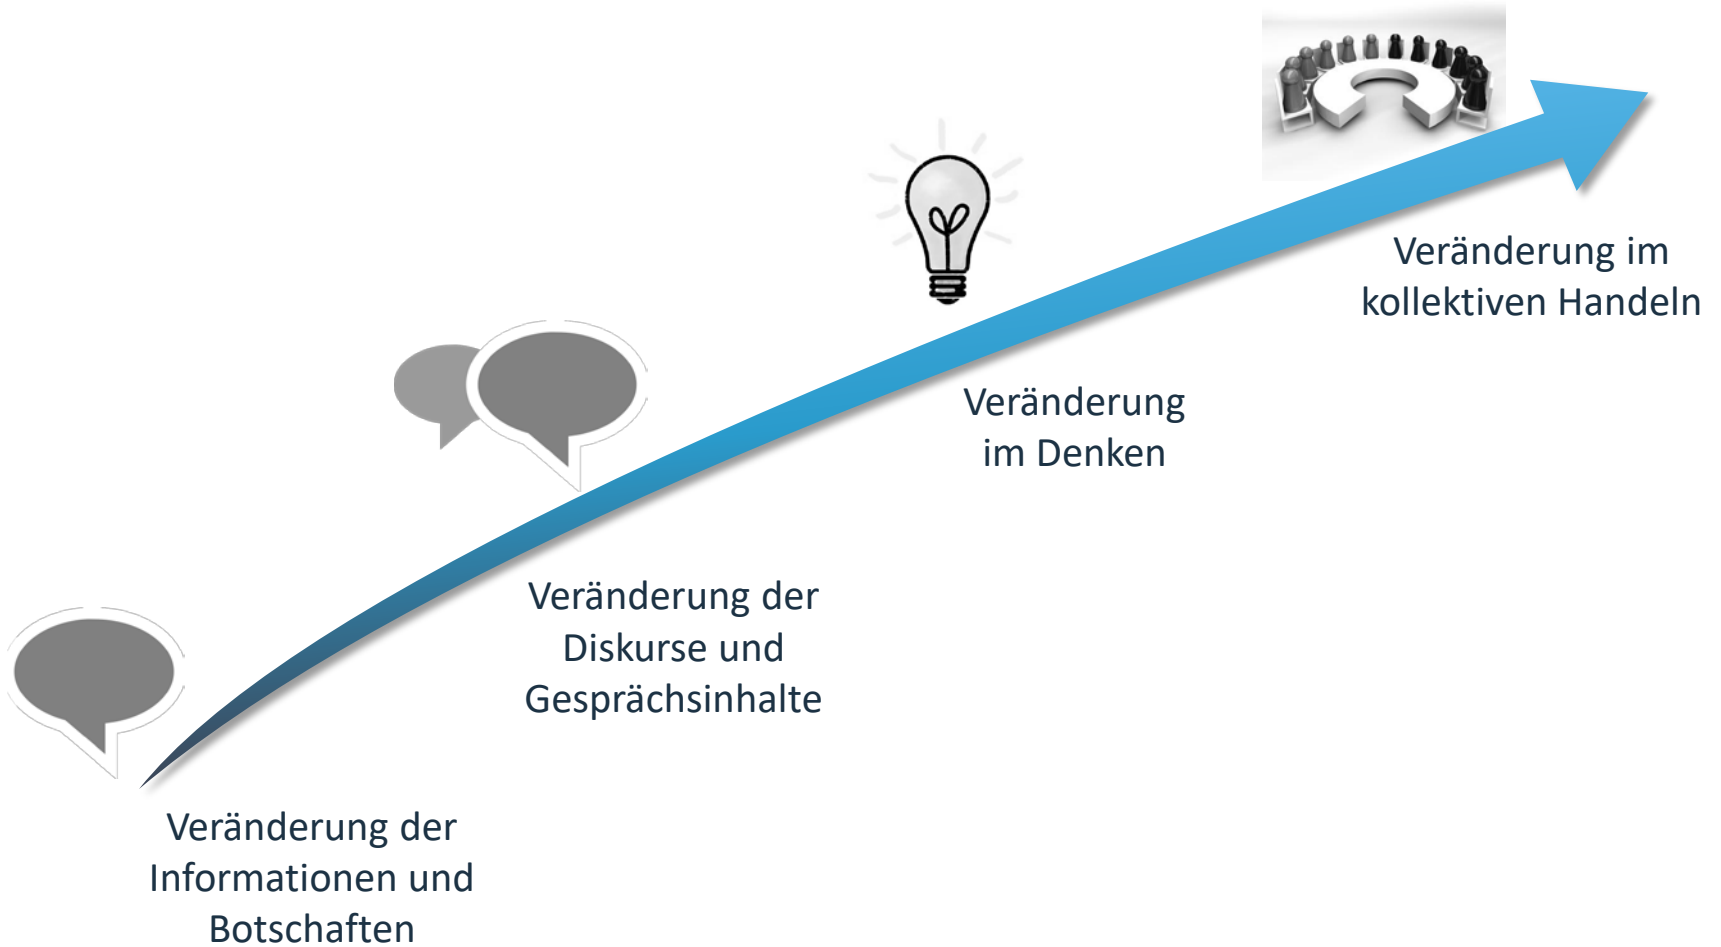 Veränderung im
kollektiven Handeln
Veränderung
im Denken
Veränderung der
Diskurse und
Gesprächsinhalte
Veränderung der
Informationen und
Botschaften